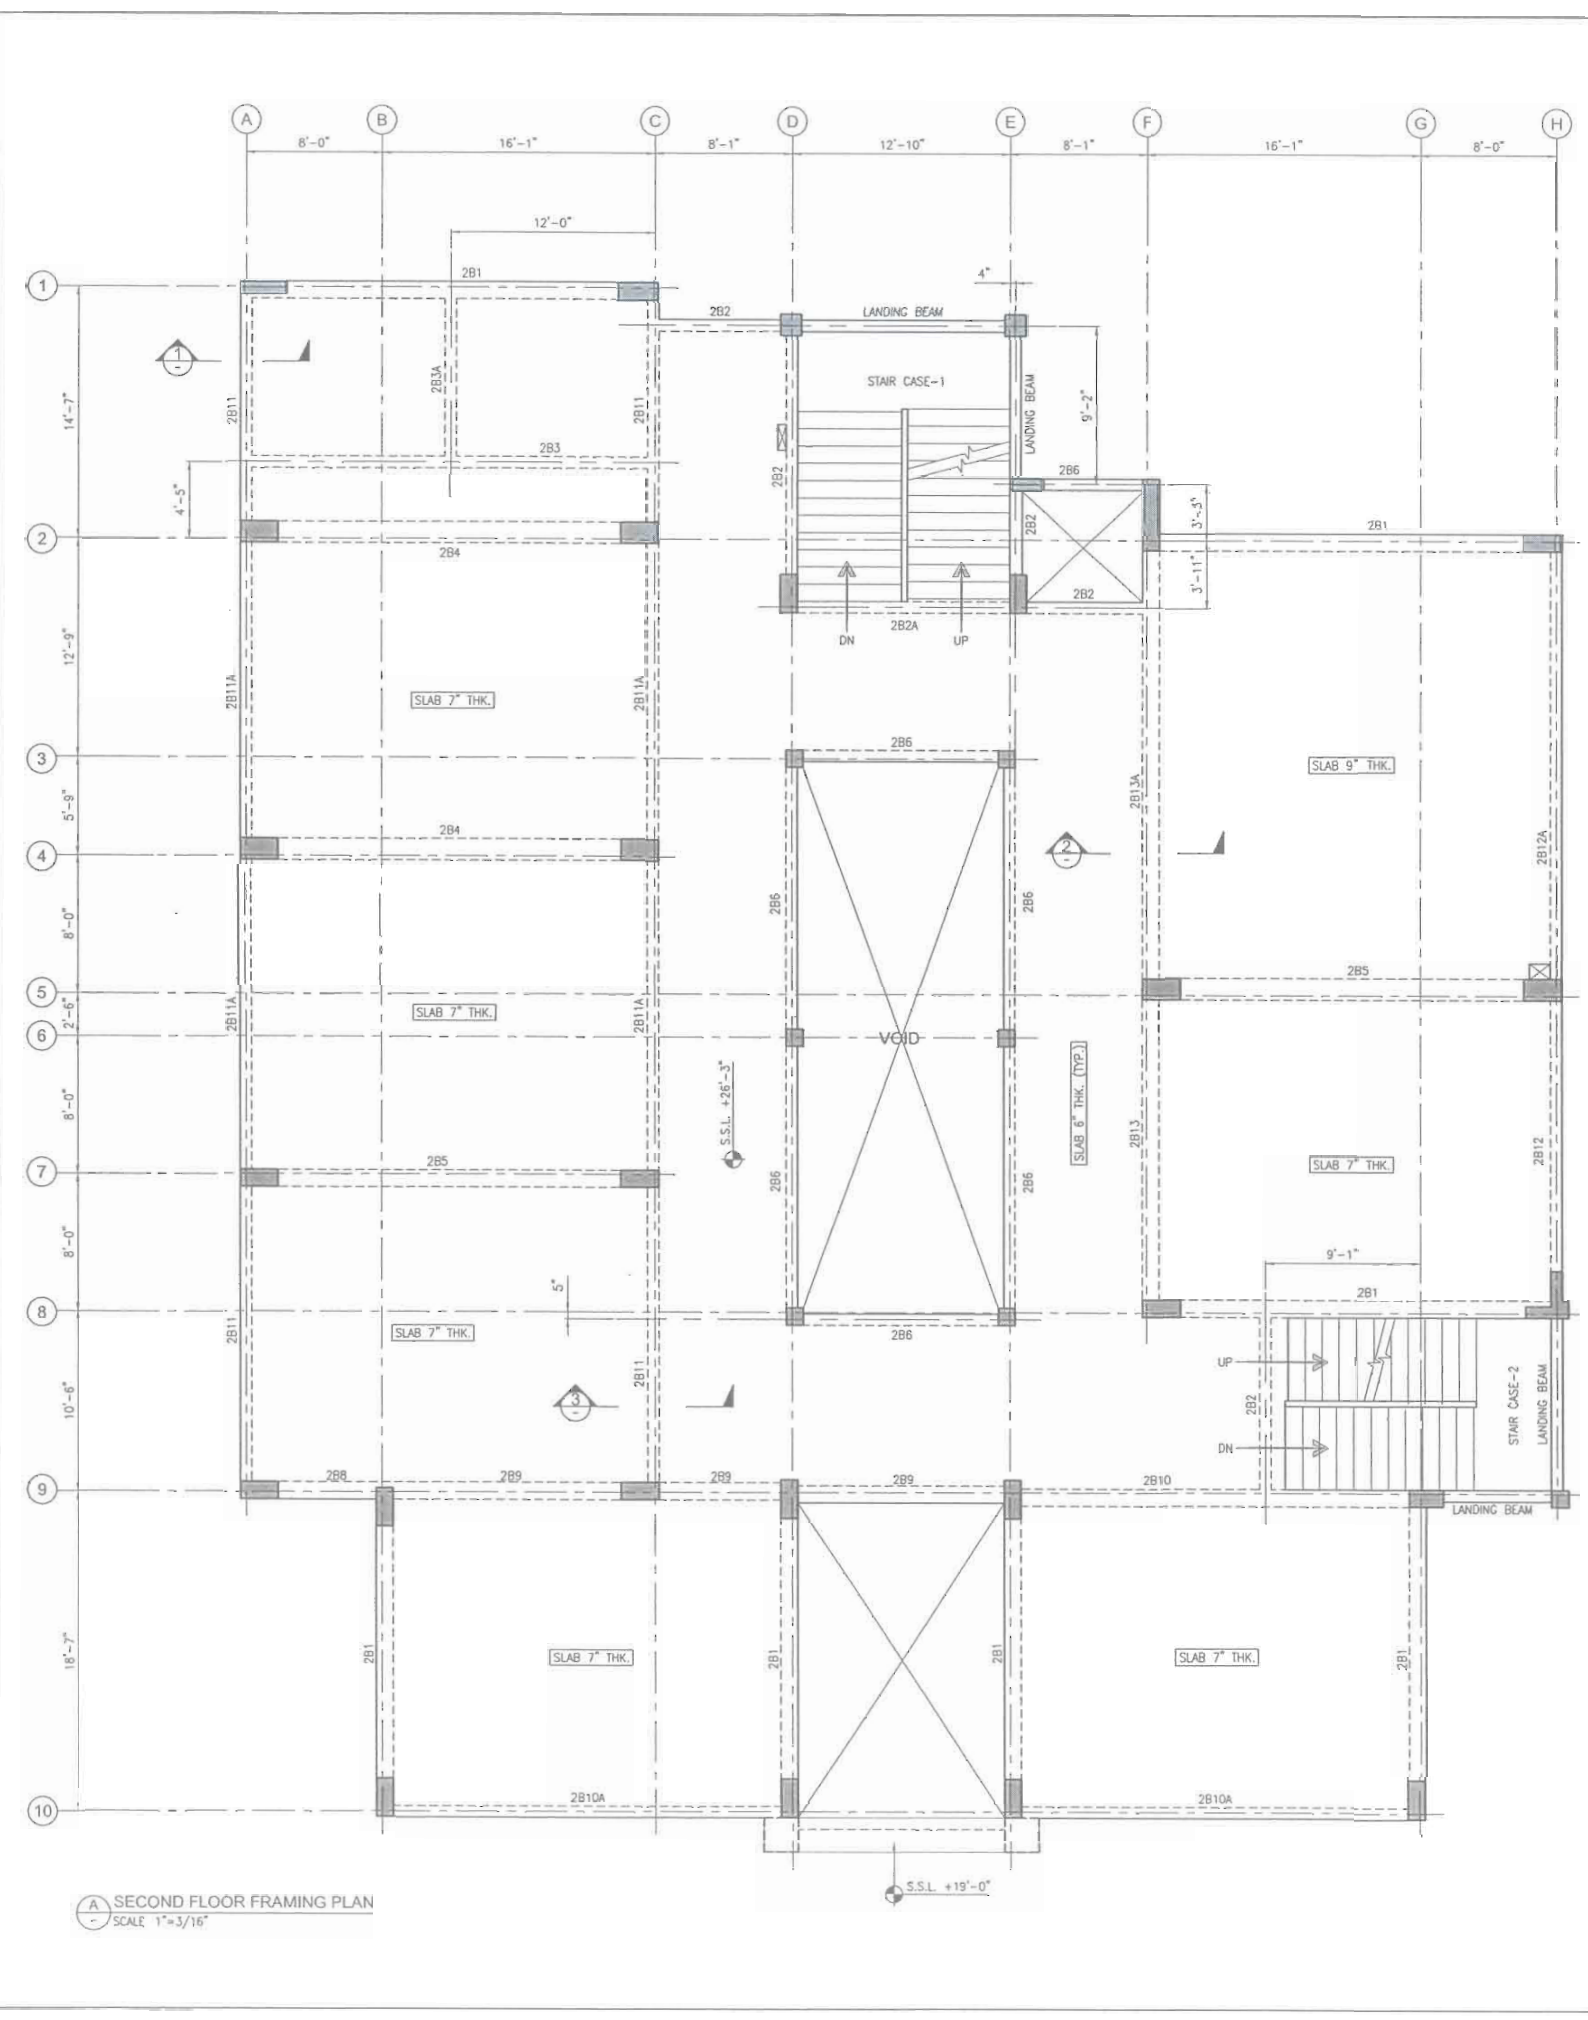 A B C D E F G H
8'-0" 16'-1" 8'-1" 12'-10" 8'-1" 16'-1" 8'-0"
12'-0"
1
2B1
4"
2B2
LANDING BEAM
1
-
2B3A
STAIR CASE-1
LANDING BEAM
9'-2"
14'-7"
2B11
2B11
2B3
2B2
2B6
4'-5"
2B2
3'-3"
2
2B4
2B1
3'-11"
2B2
2B2A
DN
UP
12'-9"
2B11A
SLAB 7" THK.
2B11A
3
2B6
SLAB 9" THK.
2B13A
5'-9"
2B4
4
2
-
2B12A
8'-0"
2B6
2B6
2B5
5
2'-6"
2B11A
SLAB 7" THK.
2B11A
6
VOID
8'-0"
S.S.L. +26'-3"
SLAB 6" THK. (TYP.)
2B13
2B12
7
2B5
2B6
2B6
SLAB 7" THK.
8'-0"
9'-1"
5"
2B1
8
2B11
SLAB 7" THK.
2B6
UP
2B11
10'-6"
3
-
2B2
STAIR CASE-2
LANDING BEAM
DN
9
2B8 2B9 2B9 2B9 2B10
LANDING BEAM
18'-7"
2B1
SLAB 7" THK.
2B1
2B1
SLAB 7" THK.
2B1
2B10A
2B10A
10
S.S.L. +19'-0"
A
-
SECOND FLOOR FRAMING PLAN
SCALE 1"=3/16"